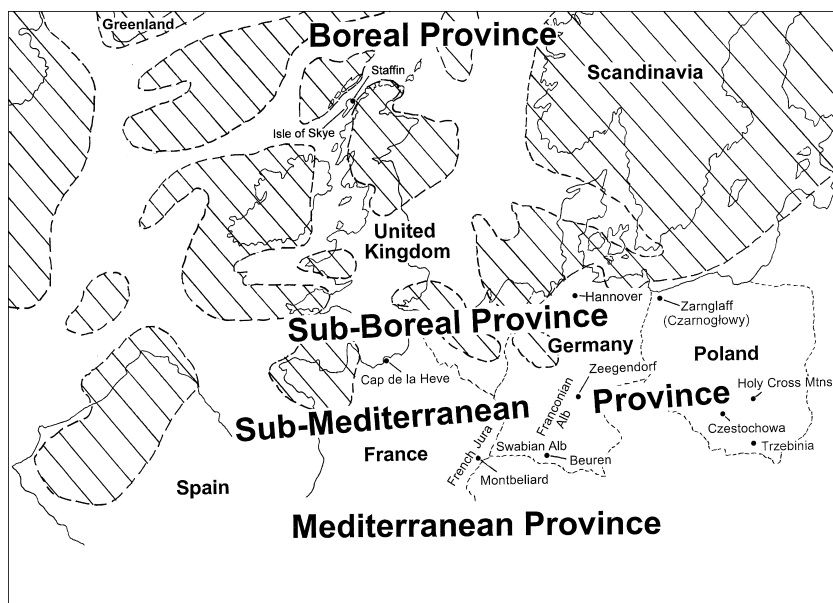 Greenland
Boreal Province
Staffin
Scandinavia
Isle of Skye
United
Kingdom
Hannover
Zarnglaff
(Czarnogłowy)
Sub-Boreal Province
Germany
Poland
Zeegendorf
Cap de la Heve
Holy Cross Mtns
Franconian
Alb
Province
Sub-Mediterranean
Czestochowa
France
French Jura
Swabian Alb
Beuren
Trzebinia
Montbeliard
Spain
Mediterranean Province